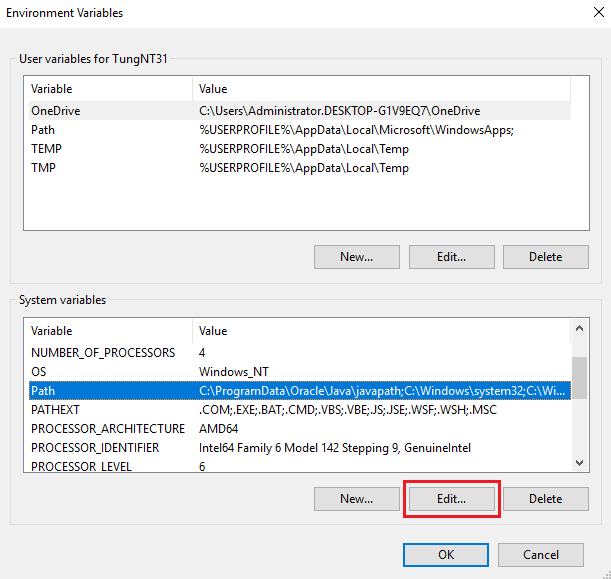 Environment Variables
User variables for TungNT31
Variable Value
OneDrive C:\Users\Administrator.DESKTOP-G1V9EQ7\OneDrive
Path %USERPROFILE%\AppData\Local\Microsoft\WindowsApps;
TEMP %USERPROFILE%\AppData\Local\Temp
TMP %USERPROFILE%\AppData\Local\Temp
New... Edit... Delete
System variables
Variable Value
NUMBER_OF_PROCESSORS 4
OS Windows_NT
Path C:\ProgramData\Oracle\Java\javapath;C:\Windows\system32;C:\Wi...
PATHEXT .COM;.EXE;.BAT;.CMD;.VBS;.VBE;.JS;.JSE;.WSF;.WSH;.MSC
PROCESSOR_ARCHITECTURE AMD64
PROCESSOR_IDENTIFIER Intel64 Family 6 Model 142 Stepping 9, GenuineIntel
PROCESSOR_LEVEL 6
New... Edit... Delete
OK Cancel